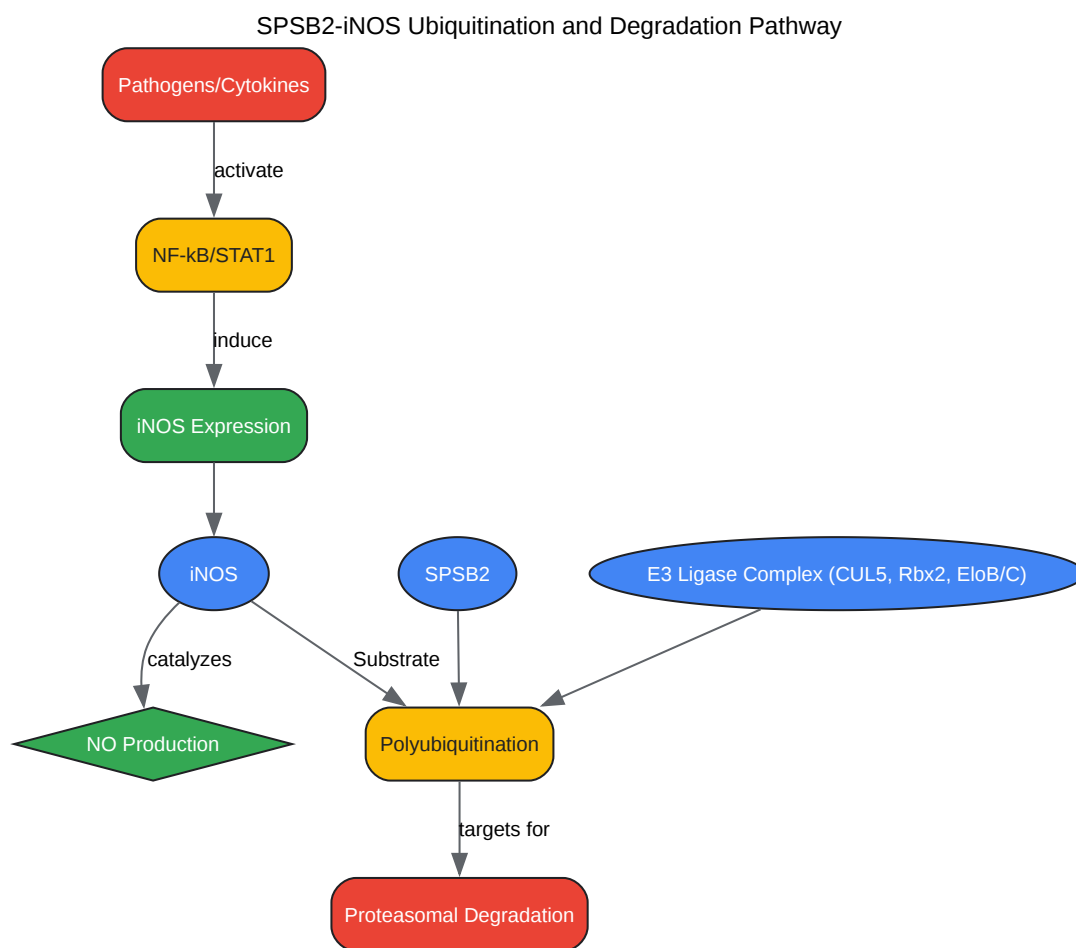 SPSB2-iNOS Ubiquitination and Degradation Pathway
Pathogens/Cytokines
activate
NF-kB/STAT1
induce
iNOS Expression
iNOS
SPSB2
E3 Ligase Complex (CUL5, Rbx2, EloB/C)
catalyzes
Substrate
NO Production
Polyubiquitination
targets for
Proteasomal Degradation